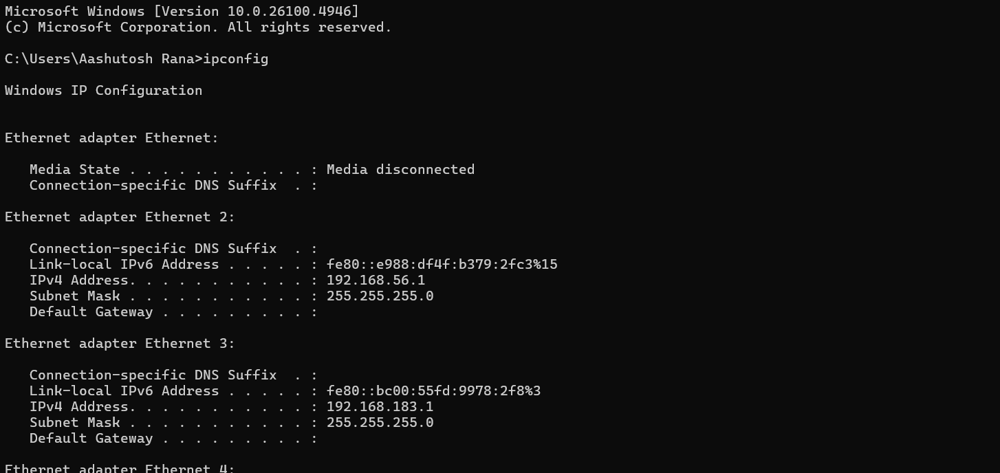 Microsoft Windows [Version 10.0.26100.4946]
(c) Microsoft Corporation. All rights reserved.
C:\Users\Aashutosh Rana>ipconfig
Windows IP Configuration
Ethernet adapter Ethernet:
   Media State . . . . . . . . . . . : Media disconnected
   Connection-specific DNS Suffix  . :
Ethernet adapter Ethernet 2:
   Connection-specific DNS Suffix  . :
   Link-local IPv6 Address . . . . . : fe80::e988:df4f:b379:2fc3%15
   IPv4 Address. . . . . . . . . . . : 192.168.56.1
   Subnet Mask . . . . . . . . . . . : 255.255.255.0
   Default Gateway . . . . . . . . . :
Ethernet adapter Ethernet 3:
   Connection-specific DNS Suffix  . :
   Link-local IPv6 Address . . . . . : fe80::bc00:55fd:9978:2f8%3
   IPv4 Address. . . . . . . . . . . : 192.168.183.1
   Subnet Mask . . . . . . . . . . . : 255.255.255.0
   Default Gateway . . . . . . . . . :
Ethernet adapter Ethernet 4: